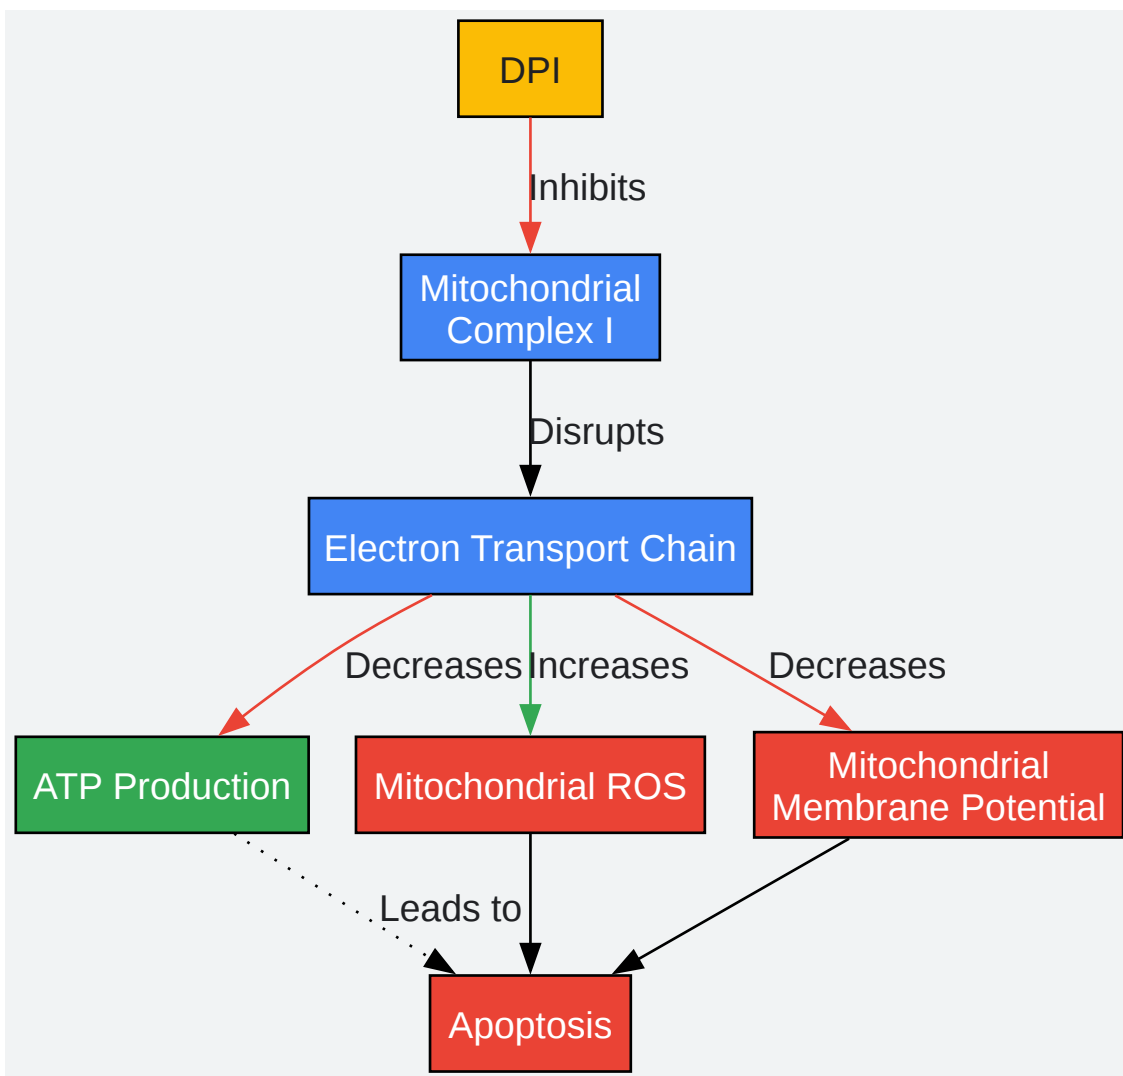 DPI
Inhibits
Mitochondrial
Complex I
Disrupts
Electron Transport Chain
Decreases
Increases
Decreases
ATP Production
Mitochondrial ROS
Mitochondrial
Membrane Potential
Leads to
Apoptosis